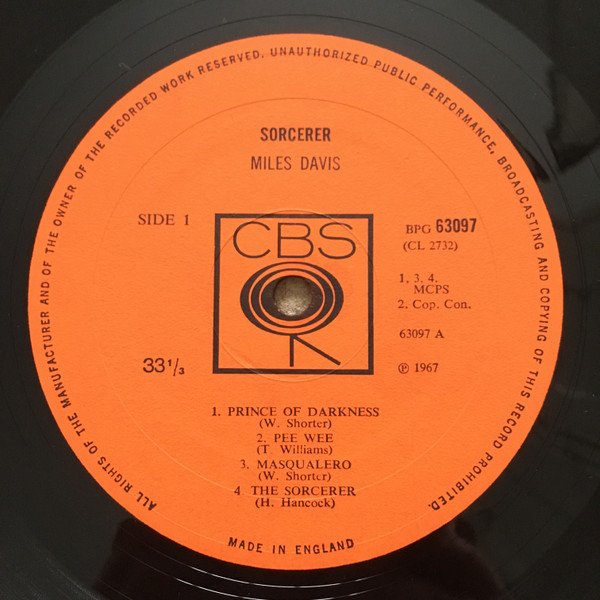 ALL RIGHTS OF THE MANUFACTURER AND OF THE OWNER OF THE RECORDED WORK RESERVED. UNAUTHORIZED PUBLIC PERFORMANCE, BROADCASTING AND COPYING OF THIS RECORD PROHIBITED.
SORCERER
MILES DAVIS
SIDE 1
CBS
BPG 63097
(CL 2732)
1, 3, 4.
MCPS
2. Cop. Con.
63097 A
33 1/3
℗ 1967
1. PRINCE OF DARKNESS
(W. Shorter)
2. PEE WEE
(T. Williams)
3. MASQUALERO
(W. Shorter)
4 THE SORCERER
(H. Hancock)
MADE IN ENGLAND